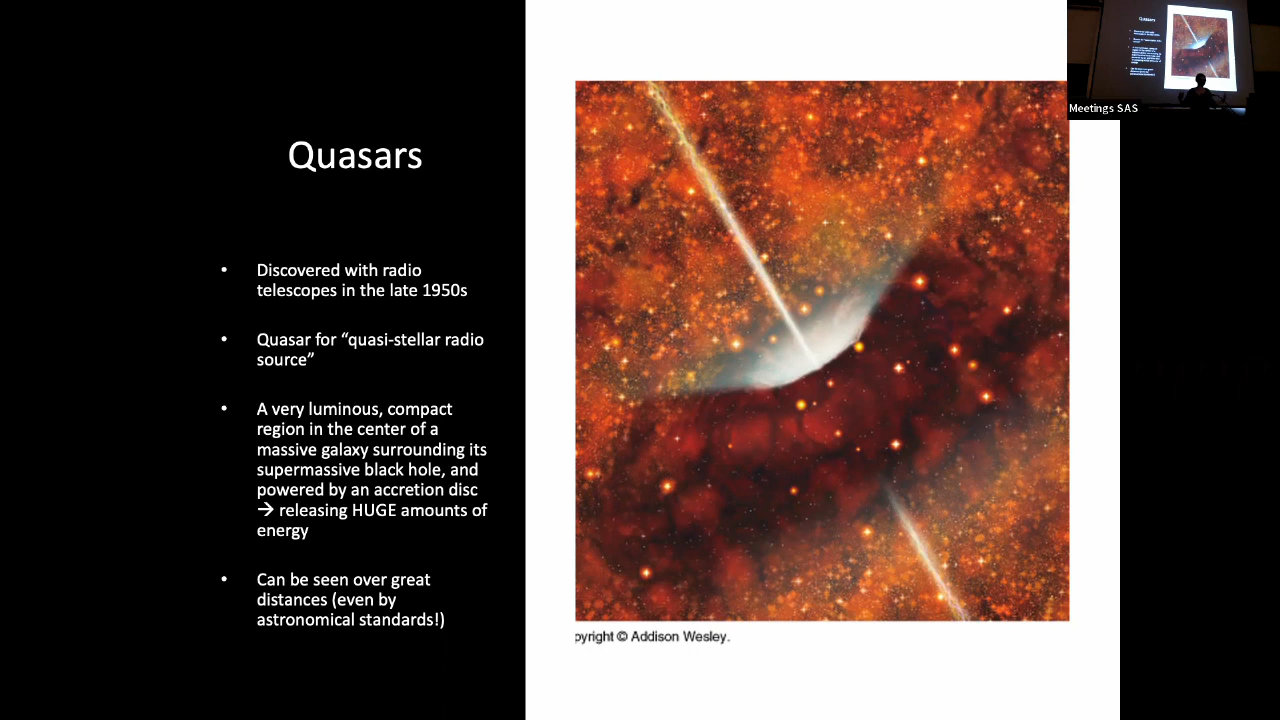 Quasars
• Discovered with radio
telescopes in the late 1950s
• Quasar for “quasi-stellar radio
source”
• A very luminous, compact
region in the center of a
massive galaxy surrounding its
supermassive black hole, and
powered by an accretion disc
→ releasing HUGE amounts of
energy
• Can be seen over great
distances (even by
astronomical standards!)
pyright © Addison Wesley.
Quasars
Meetings SAS